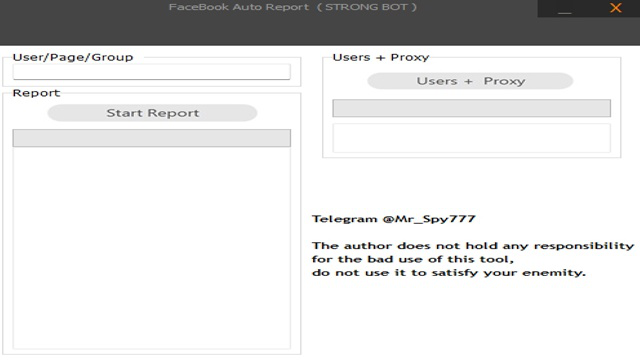 FaceBook Auto Report ( STRONG BOT )
User/Page/Group
Users + Proxy
Users + Proxy
Report
Start Report
Telegram @Mr_Spy777
The author does not hold any responsibility
for the bad use of this tool,
do not use it to satisfy your enemity.